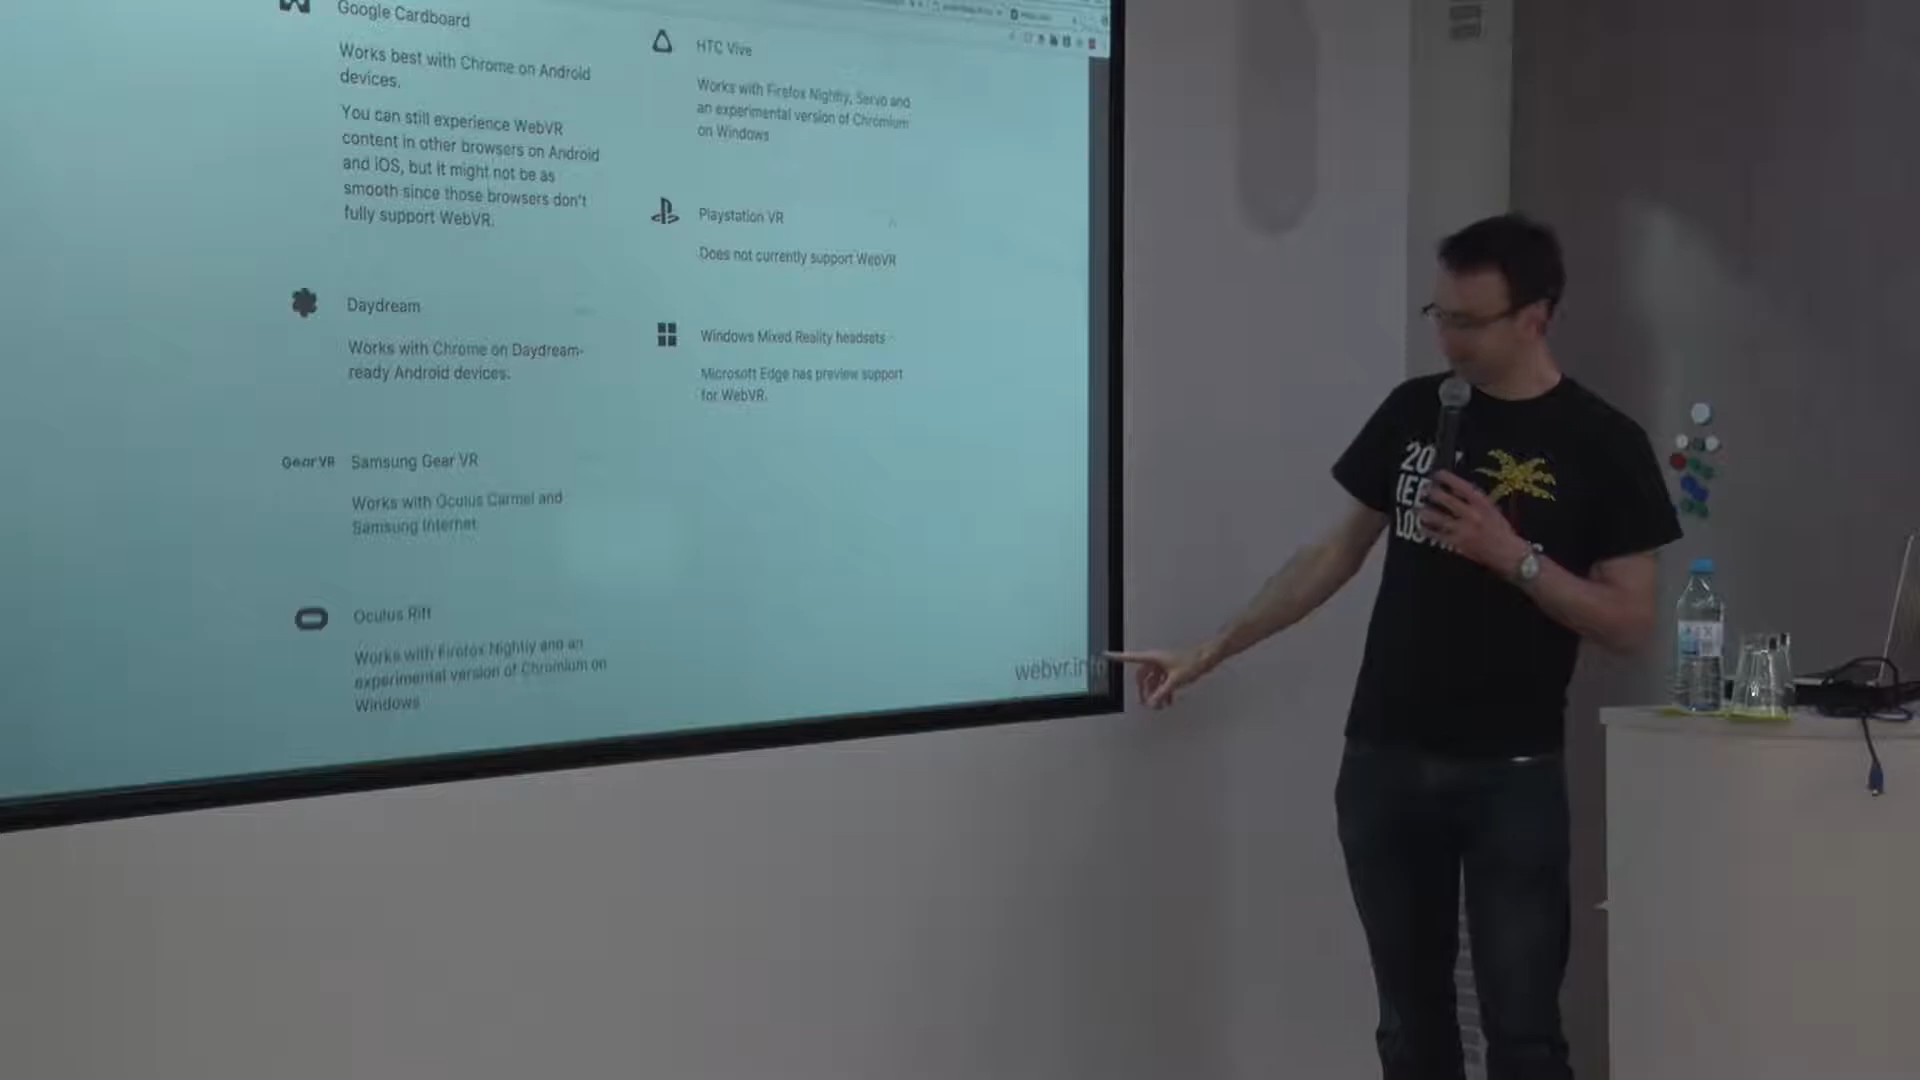 Google Cardboard
Works best with Chrome on Android
devices.
You can still experience WebVR
content in other browsers on Android
and iOS, but it might not be as
smooth since those browsers don't
fully support WebVR.
Daydream
Works with Chrome on Daydream-
ready Android devices.
GearVR Samsung Gear VR
Works with Oculus Carmel and
Samsung Internet
Oculus Rift
Works with Firefox Nightly and an
experimental version of Chromium on
Windows
HTC Vive
Works with Firefox Nightly, Servo and
an experimental version of Chromium
on Windows
Playstation VR
Does not currently support WebVR
Windows Mixed Reality headsets
Microsoft Edge has preview support
for WebVR.
webvr.info